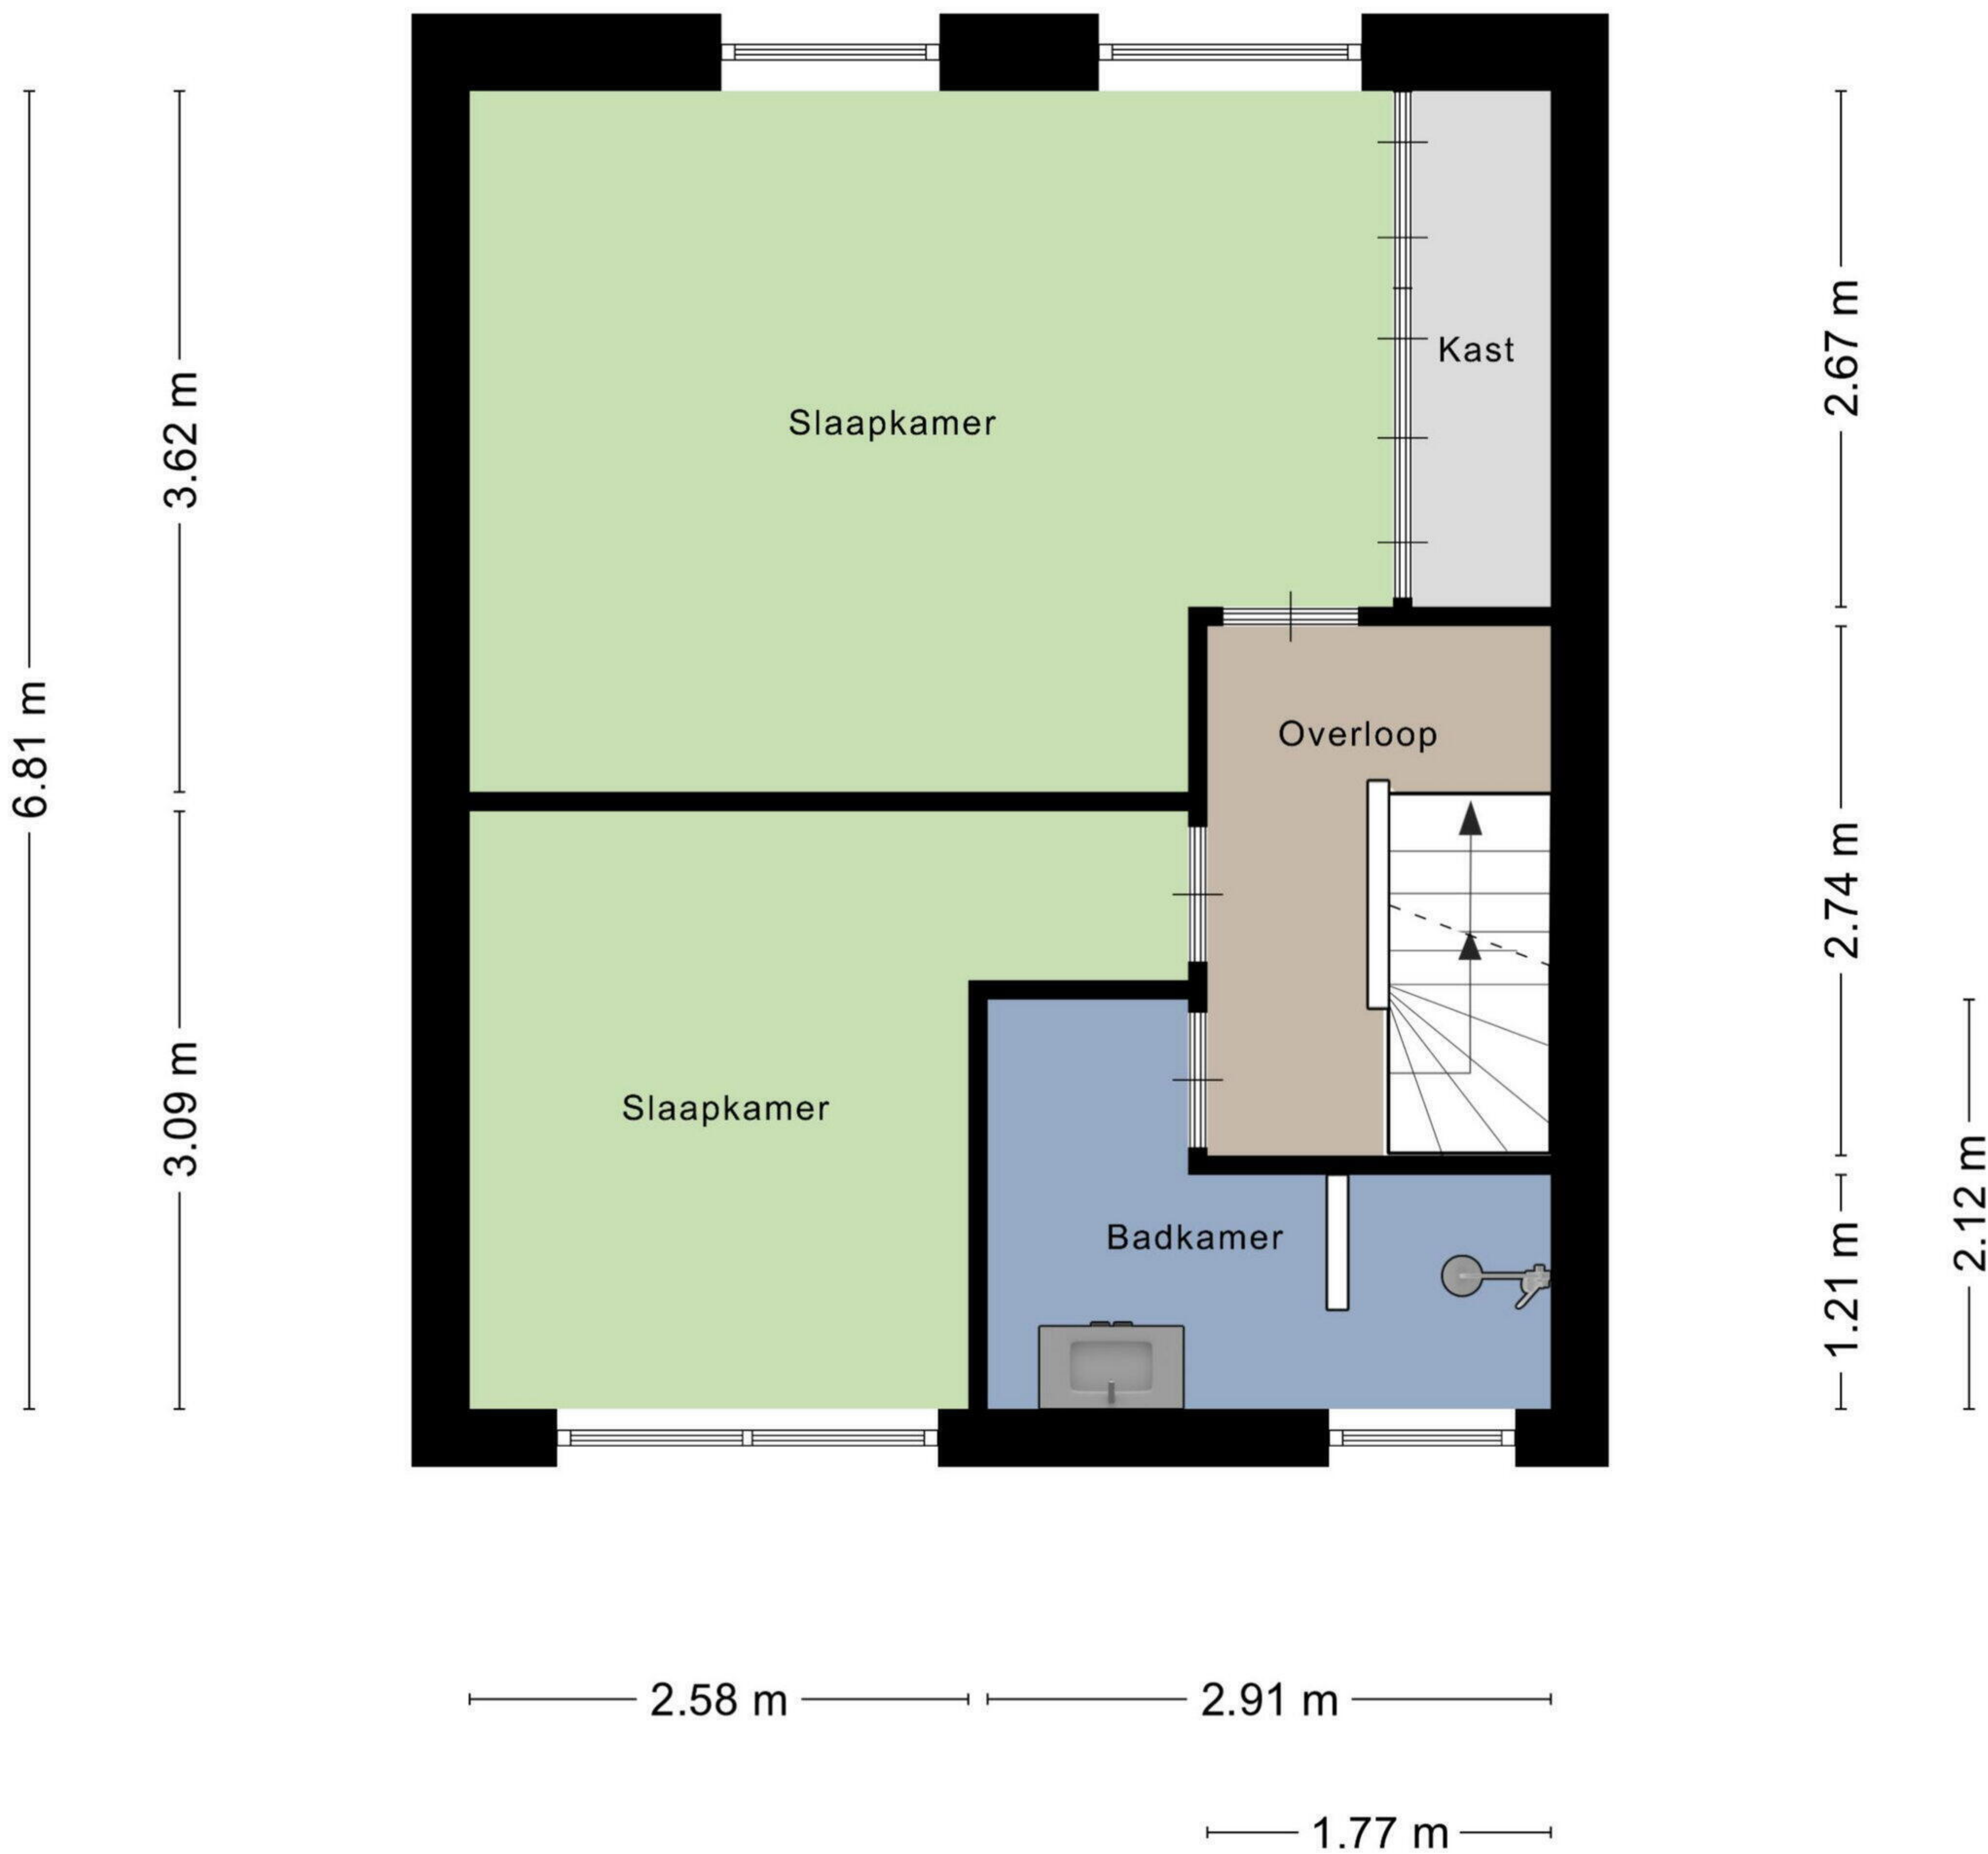 Slaapkamer
Kast
Overloop
Slaapkamer
Badkamer
6.81 m
3.62 m
3.09 m
2.67 m
2.74 m
1.21 m
2.12 m
2.58 m
2.91 m
1.77 m